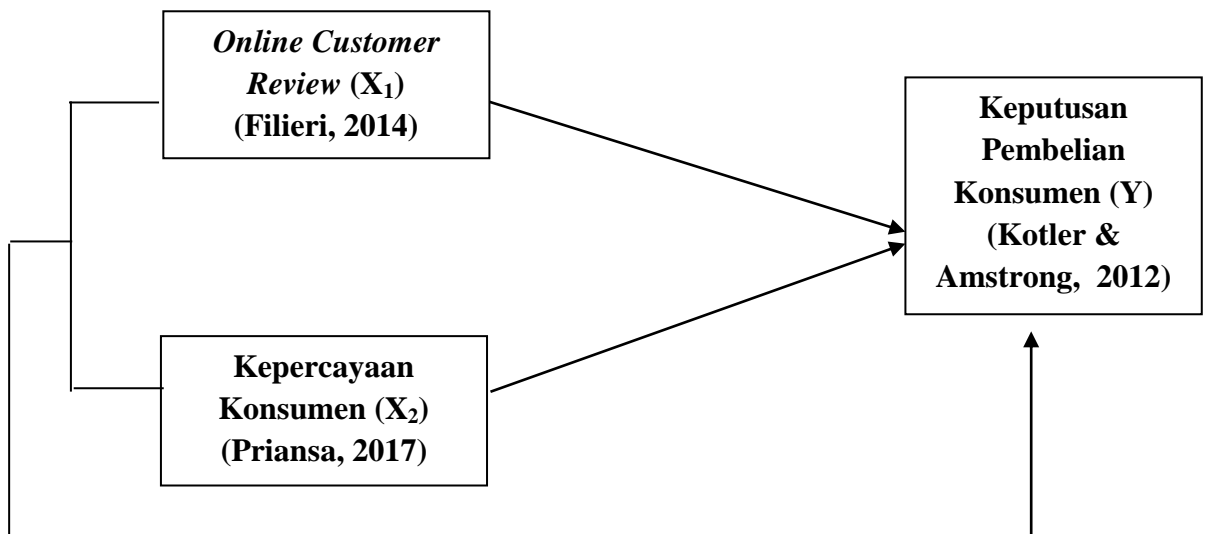 Online Customer
Review (X₁)
(Filieri, 2014)
Keputusan
Pembelian
Konsumen (Y)
(Kotler &
Amstrong, 2012)
Kepercayaan
Konsumen (X₂)
(Priansa, 2017)